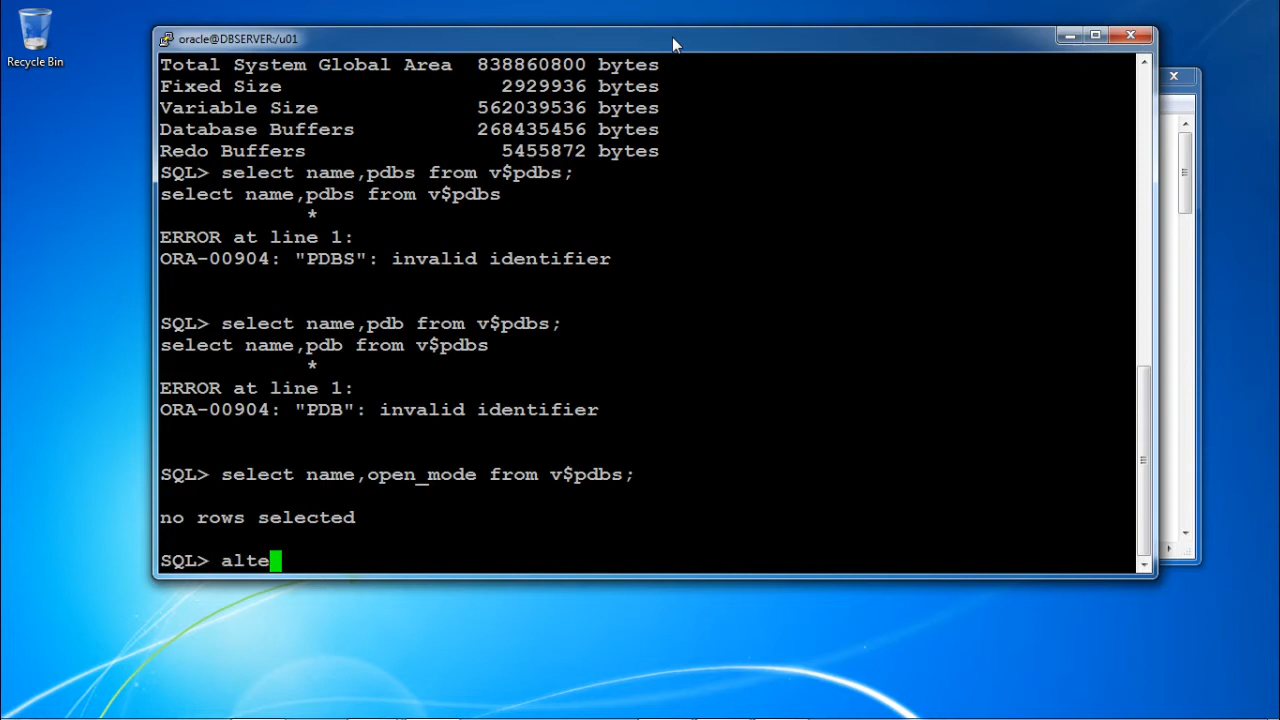 Recycle Bin
oracle@DBSERVER:/u01
Total System Global Area  838860800 bytes
Fixed Size                  2929936 bytes
Variable Size             562039536 bytes
Database Buffers          268435456 bytes
Redo Buffers                5455872 bytes
SQL> select name,pdbs from v$pdbs;
select name,pdbs from v$pdbs
            *
ERROR at line 1:
ORA-00904: "PDBS": invalid identifier
SQL> select name,pdb from v$pdbs;
select name,pdb from v$pdbs
            *
ERROR at line 1:
ORA-00904: "PDB": invalid identifier
SQL> select name,open_mode from v$pdbs;
no rows selected
SQL> alte